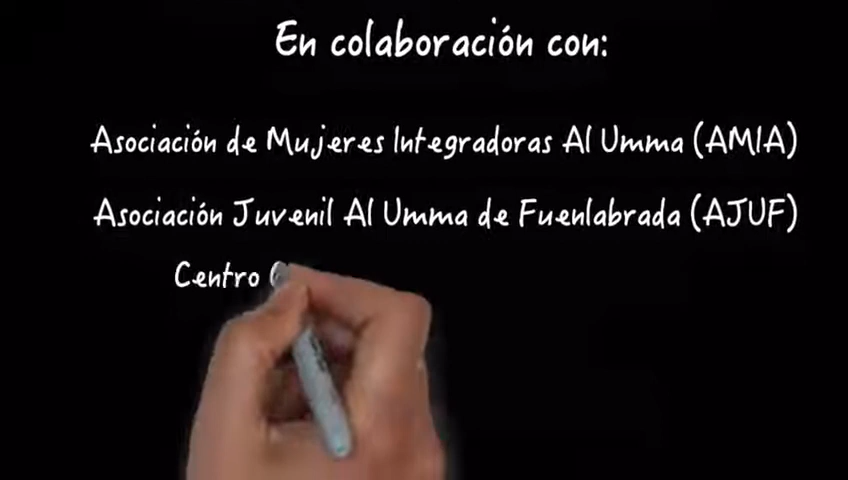 En colaboración con:
Asociación de Mujeres Integradoras Al Umma (AMIA)
Asociación Juvenil Al Umma de Fuenlabrada (AJUF)
Centro